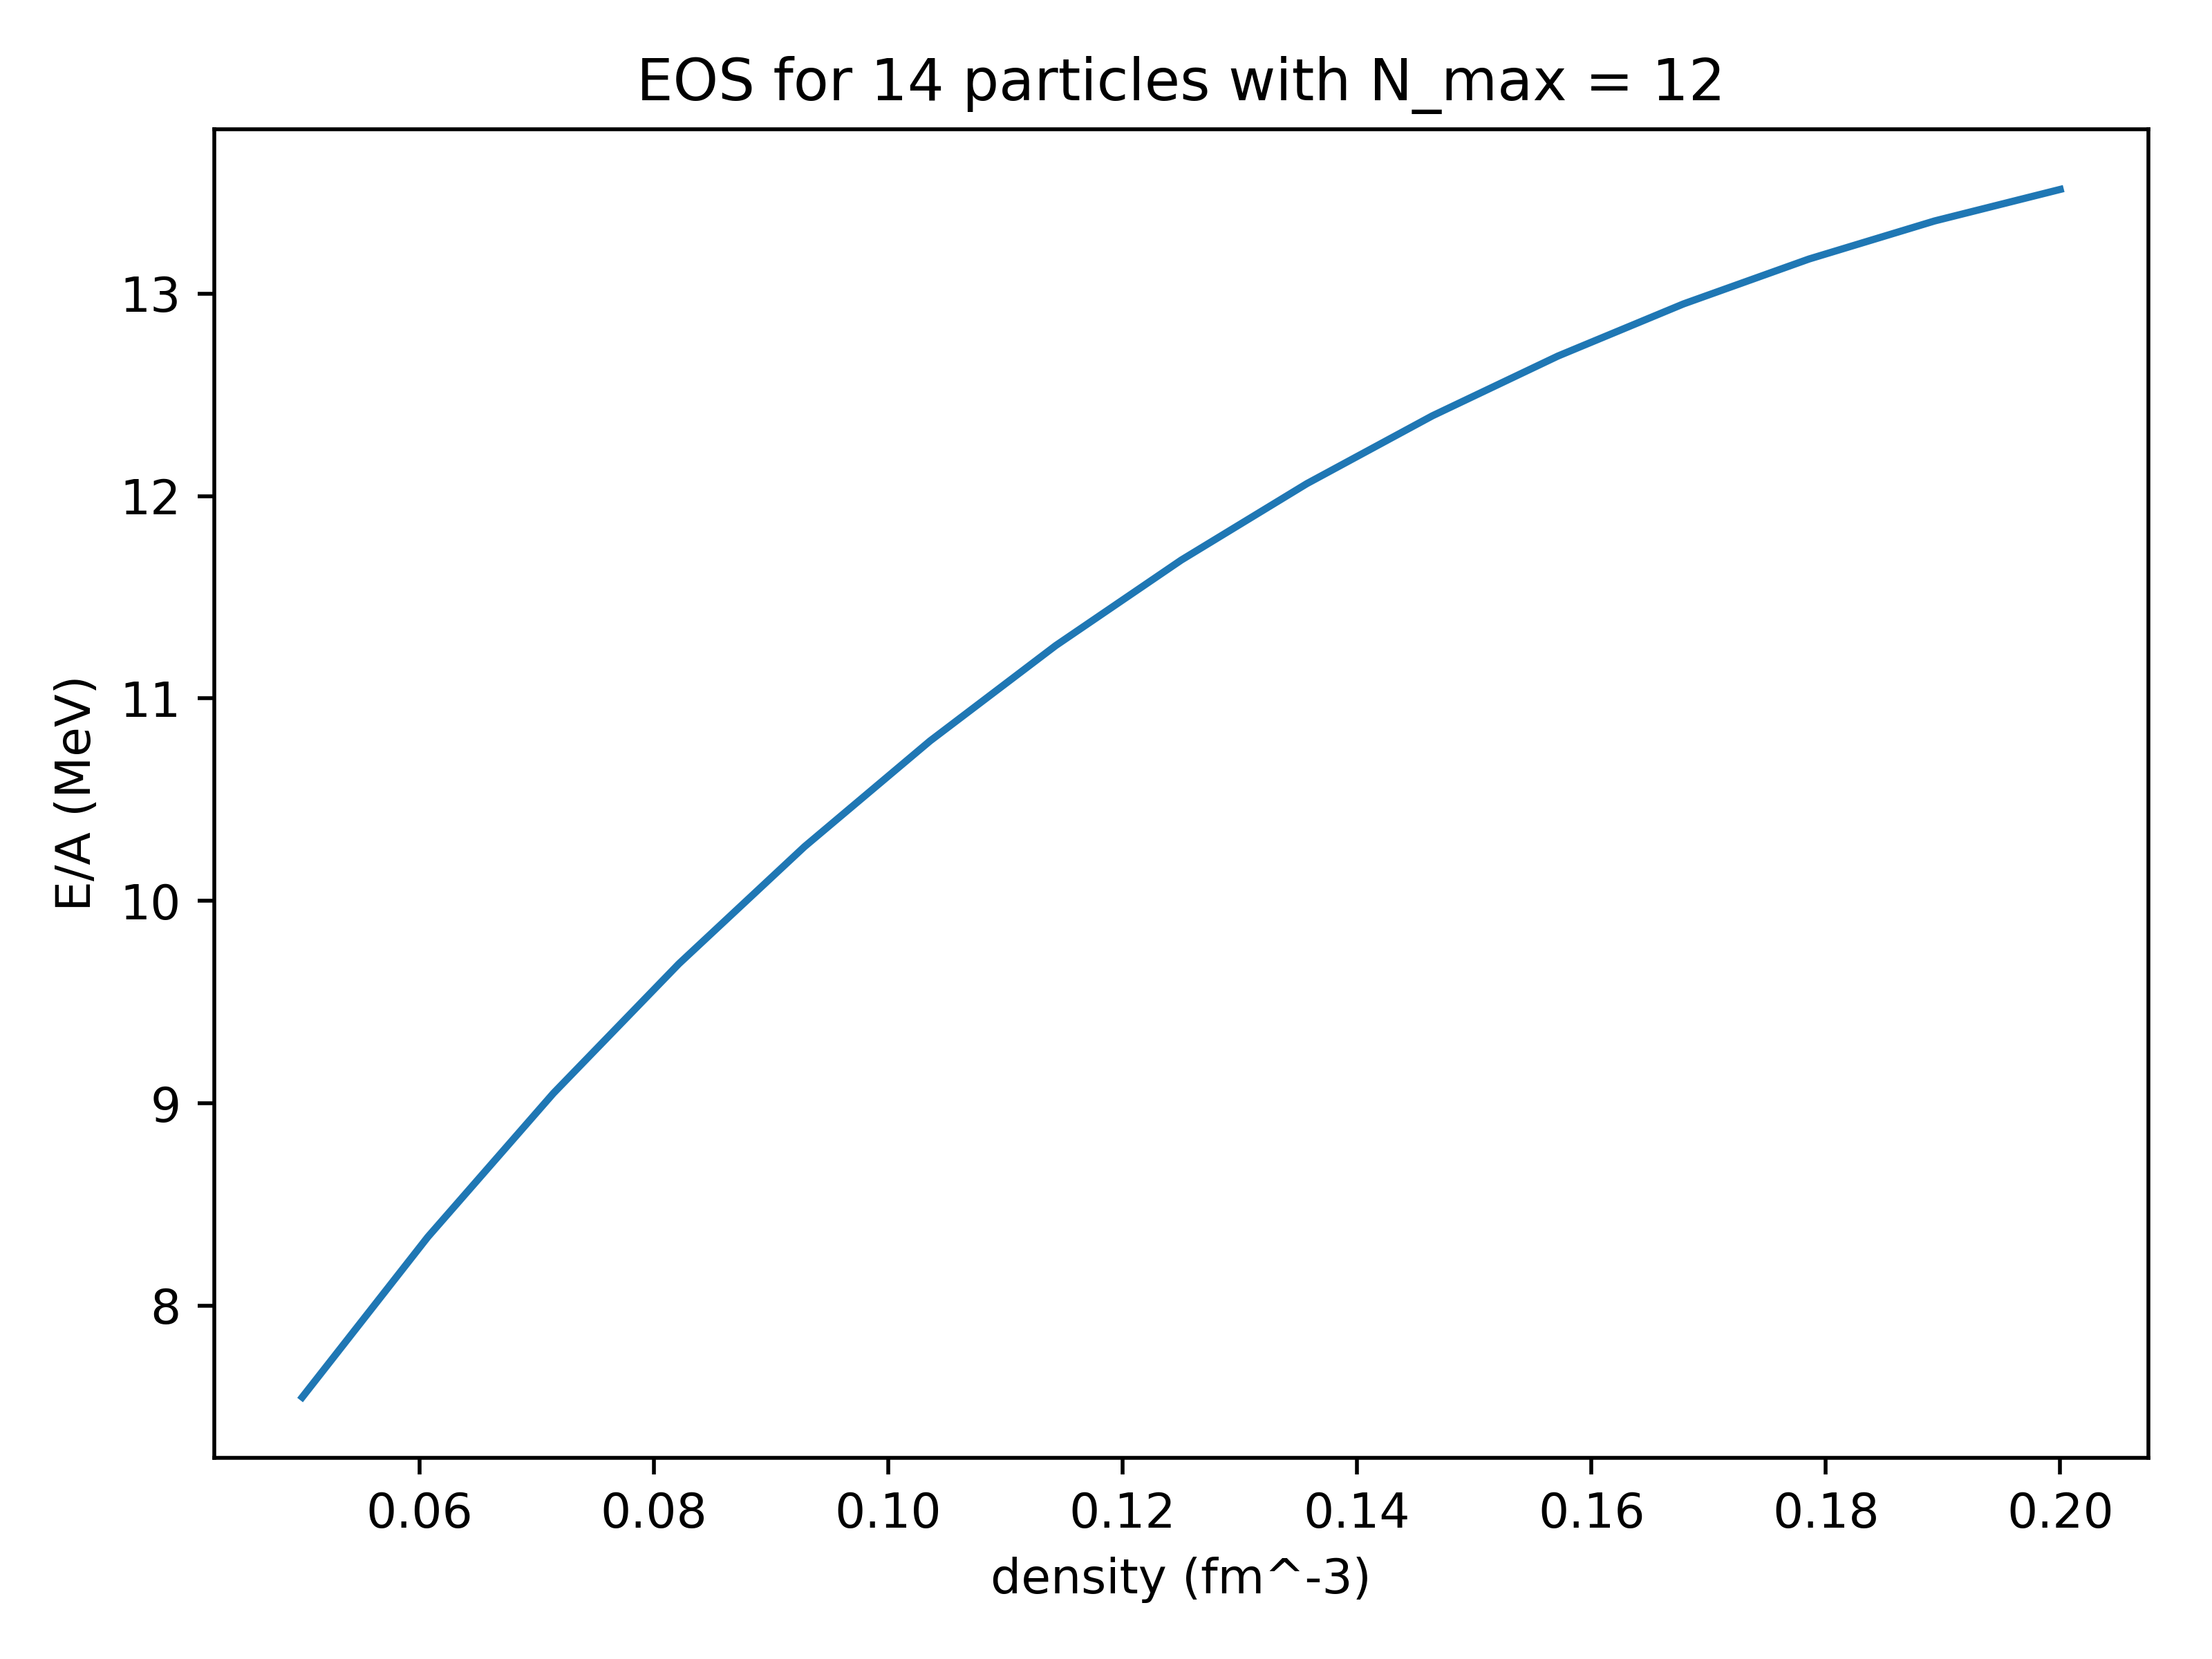 EOS for 14 particles with N_max = 12
13
12
11
10
9
8
E/A (MeV)
0.06 0.08 0.10 0.12 0.14 0.16 0.18 0.20
density (fm^-3)